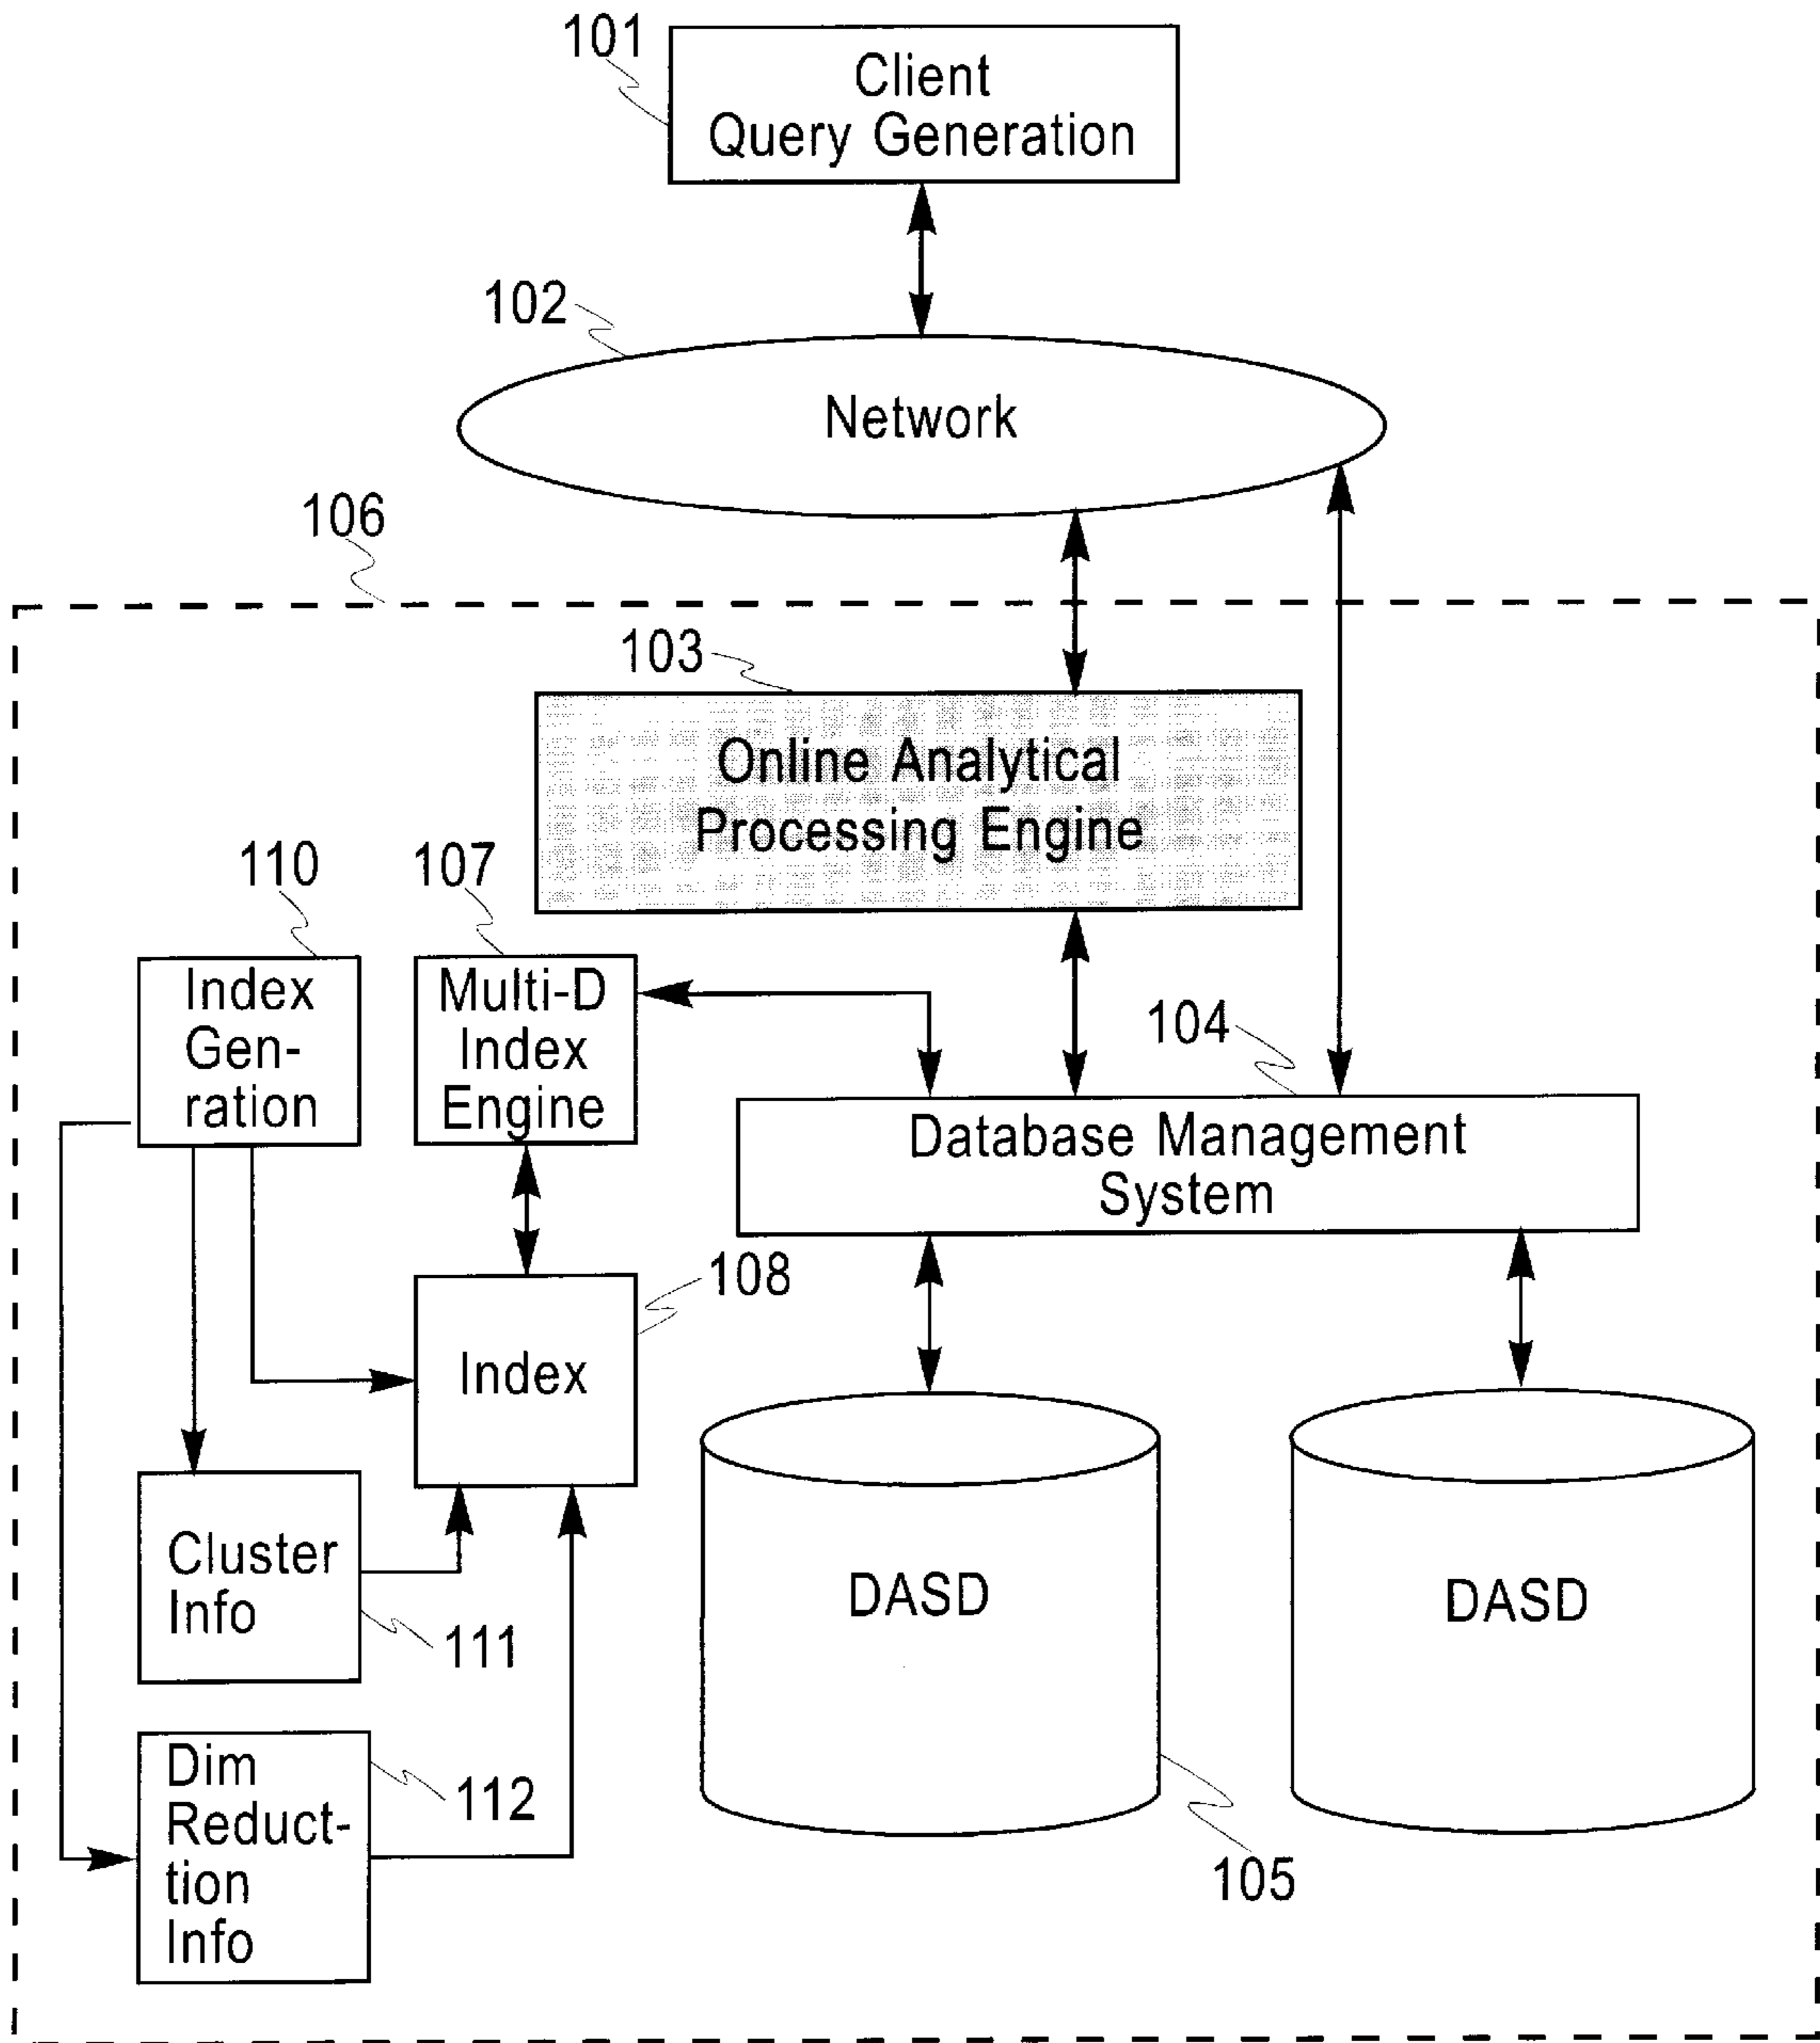 101
Client
Query Generation
102
Network
106
103
Online Analytical
Processing Engine
110
107
Index
Gen-
ration
Multi-D
Index
Engine
104
Database Management
System
108
Index
Cluster
Info
111
DASD
DASD
Dim
Reduct-
tion
Info
112
105